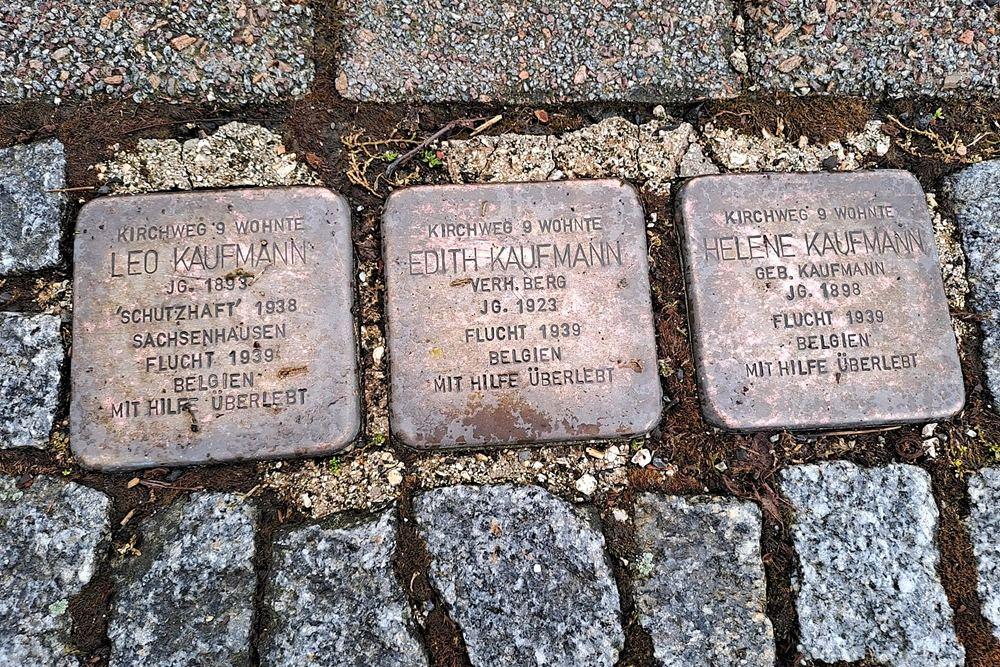 KIRCHWEG 9 WOHNTE
LEO KAUFMANN
JG. 1893
'SCHUTZHAFT' 1938
SACHSENHAUSEN
FLUCHT 1939
BELGIEN
MIT HILFE ÜBERLEBT
KIRCHWEG 9 WOHNTE
EDITH KAUFMANN
VERH. BERG
JG. 1923
FLUCHT 1939
BELGIEN
MIT HILFE ÜBERLEBT
KIRCHWEG 9 WOHNTE
HELENE KAUFMANN
GEB. KAUFMANN
JG. 1898
FLUCHT 1939
BELGIEN
MIT HILFE ÜBERLEBT